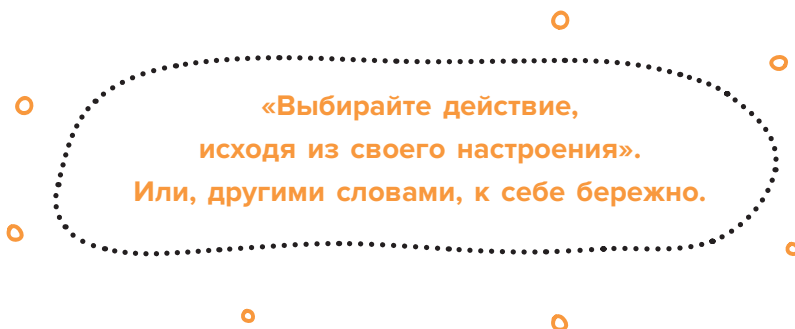 «Выбирайте действие,
исходя из своего настроения».
Или, другими словами, к себе бережно.